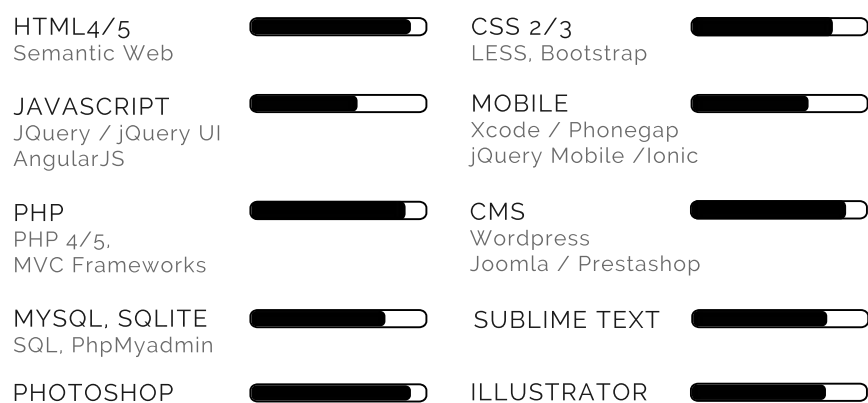 HTML4/5
Semantic Web
JAVASCRIPT
JQuery / jQuery UI
AngularJS
PHP
PHP 4/5,
MVC Frameworks
MYSQL, SQLITE
SQL, PhpMyadmin
PHOTOSHOP
CSS 2/3
LESS, Bootstrap
MOBILE
Xcode / Phonegap
jQuery Mobile /Ionic
CMS
Wordpress
Joomla / Prestashop
SUBLIME TEXT
ILLUSTRATOR